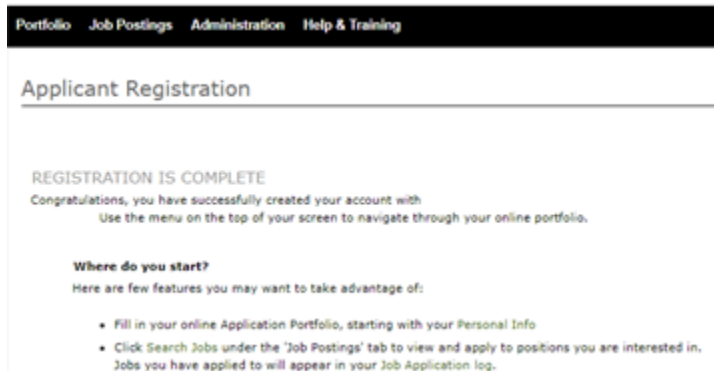 Portfolio Job Postings Administration Help & Training
Applicant Registration
REGISTRATION IS COMPLETE
Congratulations, you have successfully created your account with
Use the menu on the top of your screen to navigate through your online portfolio.
Where do you start?
Here are few features you may want to take advantage of:
• Fill in your online Application Portfolio, starting with your Personal Info
• Click Search Jobs under the 'Job Postings' tab to view and apply to positions you are interested in.
Jobs you have applied to will appear in your Job Application log.